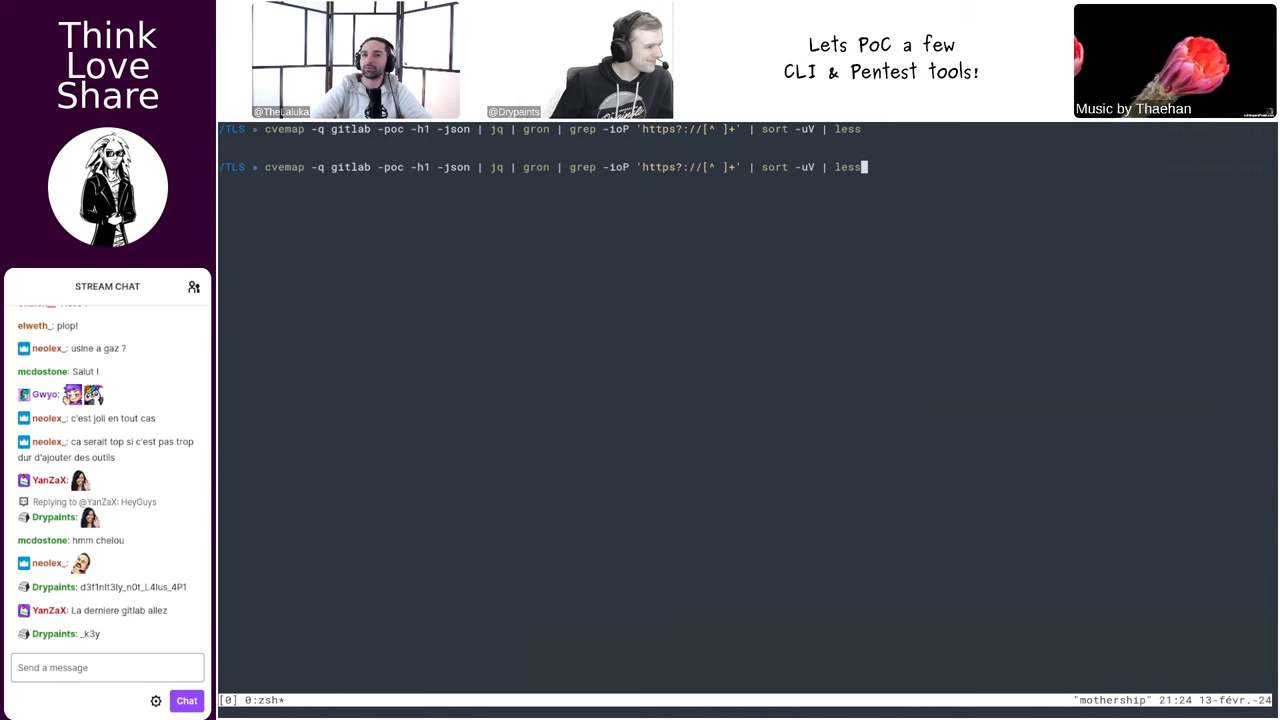 Think
Love
Share
@TheLaluka
@Drypaints
Lets PoC a few
CLI & Pentest tools!
Music by Thaehan
/TLS » cvemap -q gitlab -poc -h1 -json | jq | gron | grep -ioP 'https?://[^ ]+' | sort -uV | less
/TLS » cvemap -q gitlab -poc -h1 -json | jq | gron | grep -ioP 'https?://[^ ]+' | sort -uV | less
STREAM CHAT
elweth_: plop!
neolex_: usine a gaz ?
mcdostone: Salut !
Gwyo:
neolex_: c'est joli en tout cas
neolex_: ca serait top si c'est pas trop
dur d'ajouter des outils
YanZaX:
Replying to @YanZaX: HeyGuys
Drypaints:
mcdostone: hmm chelou
neolex_:
Drypaints: d3f1nIt3ly_n0t_L4lus_4P1
YanZaX: La derniere gitlab allez
Drypaints: _k3y
Send a message
Chat
[0] 0:zsh*
"mothership" 21:24 13-févr.-24